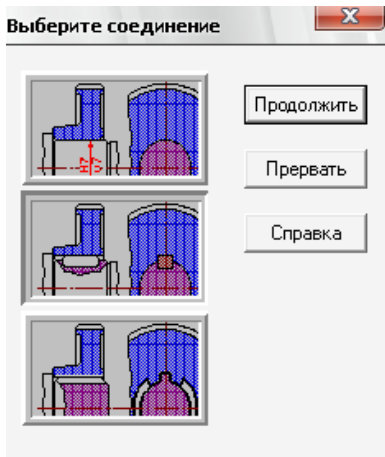 Выберите соединение
Продолжить
Прервать
Справка